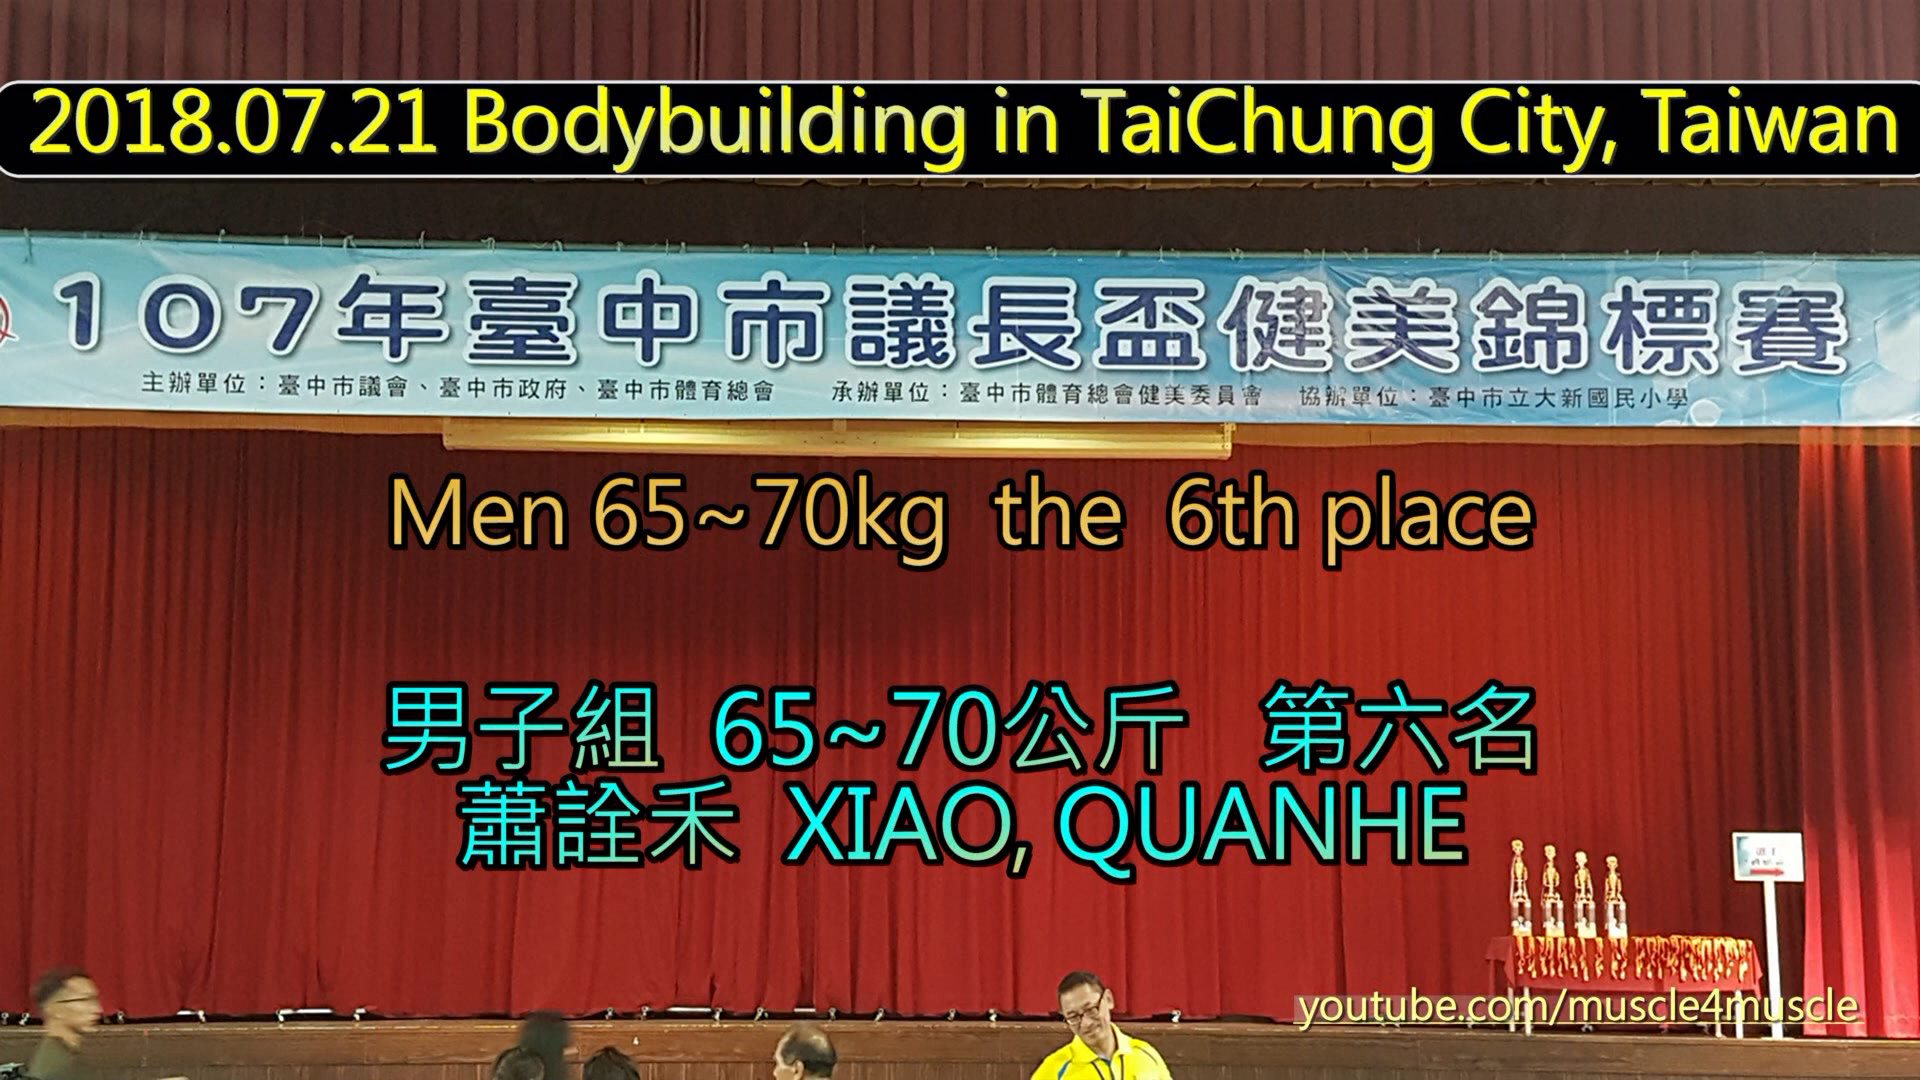 2018.07.21 Bodybuilding in TaiChung City, Taiwan
107年臺中市議長盃健美錦標賽
主辦單位：臺中市議會、臺中市政府、臺中市體育總會 承辦單位：臺中市體育總會健美委員會 協辦單位：臺中市立大新國民小學
Men 65~70kg the 6th place
男子組 65~70公斤 第六名
蕭詮禾 XIAO, QUANHE
youtube.com/muscle4muscle